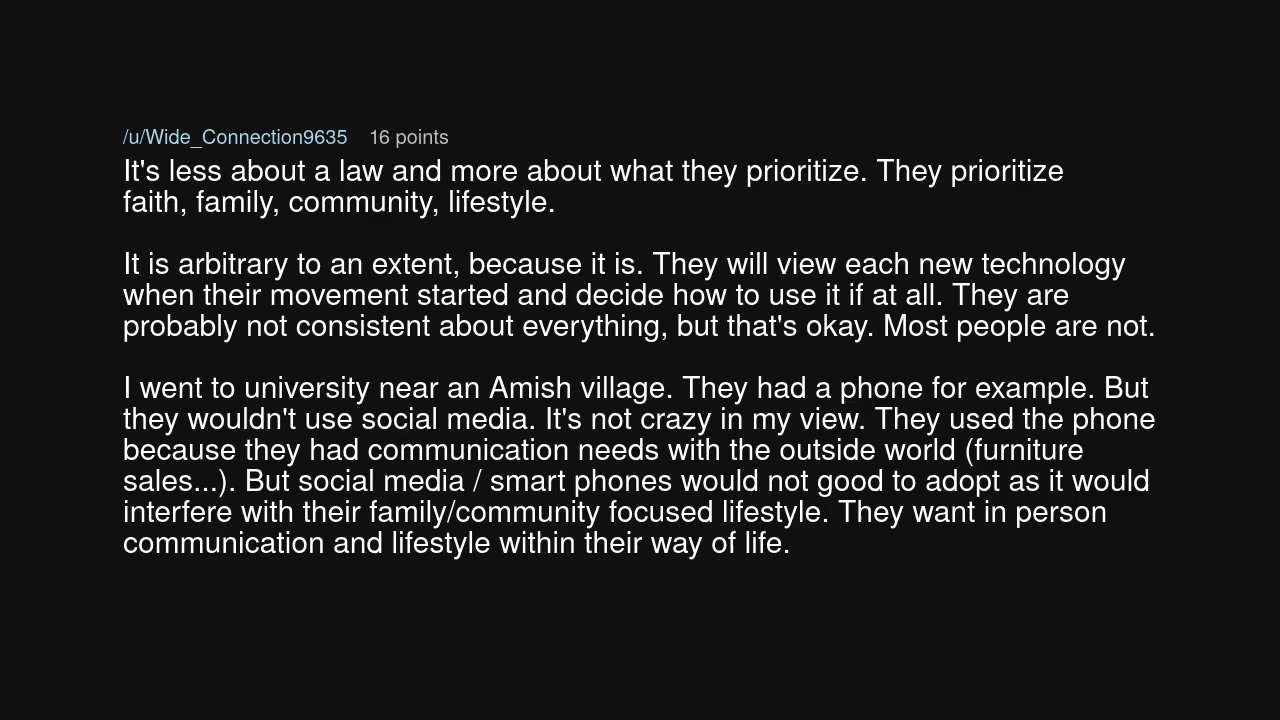 /u/Wide_Connection9635 16 points
It's less about a law and more about what they prioritize. They prioritize
faith, family, community, lifestyle.
It is arbitrary to an extent, because it is. They will view each new technology
when their movement started and decide how to use it if at all. They are
probably not consistent about everything, but that's okay. Most people are not.
I went to university near an Amish village. They had a phone for example. But
they wouldn't use social media. It's not crazy in my view. They used the phone
because they had communication needs with the outside world (furniture
sales...). But social media / smart phones would not good to adopt as it would
interfere with their family/community focused lifestyle. They want in person
communication and lifestyle within their way of life.